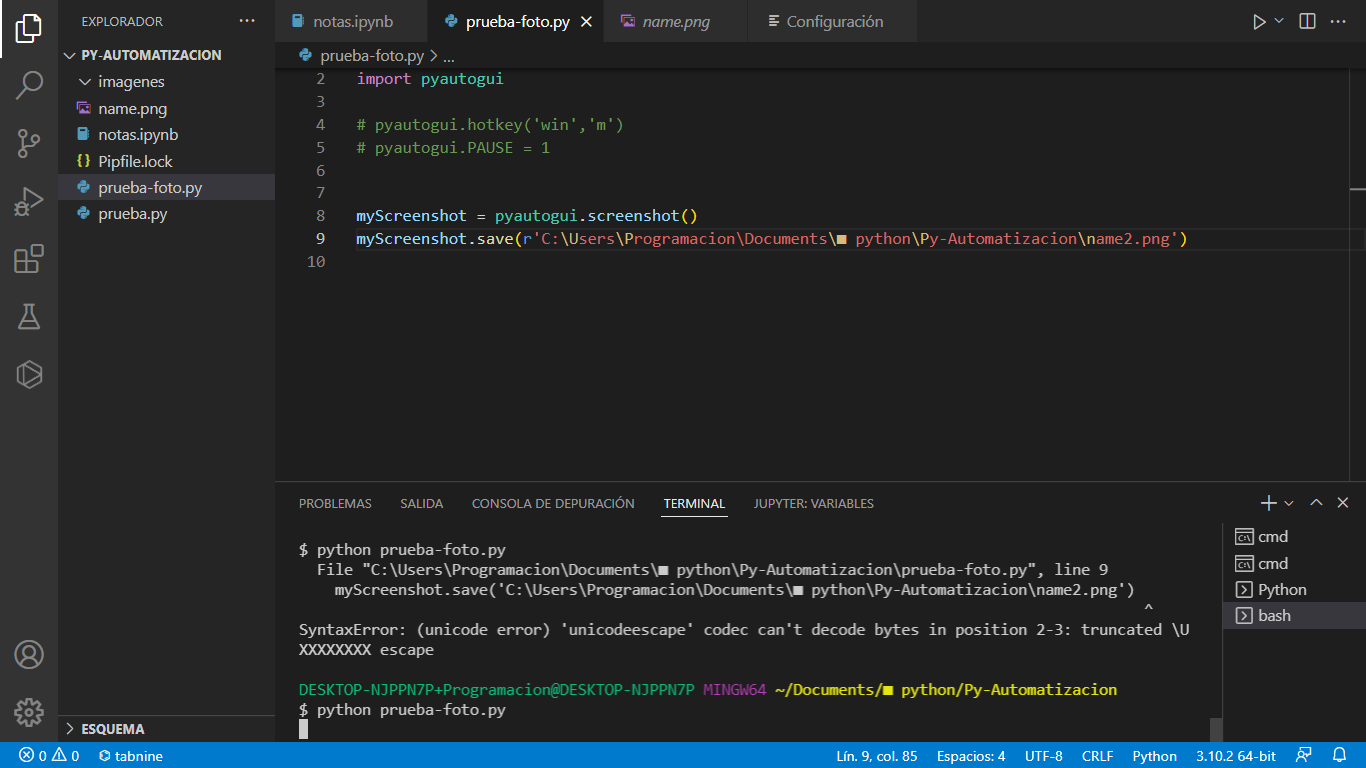 EXPLORADOR
PY-AUTOMATIZACION
imagenes
name.png
notas.ipynb
Pipfile.lock
prueba-foto.py
prueba.py
ESQUEMA
notas.ipynb
prueba-foto.py
name.png
Configuración
prueba-foto.py > ...
2 import pyautogui
3
4 # pyautogui.hotkey('win','m')
5 # pyautogui.PAUSE = 1
6
7
8 myScreenshot = pyautogui.screenshot()
9 myScreenshot.save(r'C:\Users\Programacion\Documents\■ python\Py-Automatizacion\name2.png')
10
PROBLEMAS SALIDA CONSOLA DE DEPURACIÓN TERMINAL JUPYTER: VARIABLES
$ python prueba-foto.py
File "C:\Users\Programacion\Documents\■ python\Py-Automatizacion\prueba-foto.py", line 9
myScreenshot.save('C:\Users\Programacion\Documents\■ python\Py-Automatizacion\name2.png')
^
SyntaxError: (unicode error) 'unicodeescape' codec can't decode bytes in position 2-3: truncated \U
XXXXXXXX escape
DESKTOP-NJPPN7P+Programacion@DESKTOP-NJPPN7P MINGW64 ~/Documents/■ python/Py-Automatizacion
$ python prueba-foto.py
cmd
cmd
Python
bash
0 0 tabnine Lín. 9, col. 85 Espacios: 4 UTF-8 CRLF Python 3.10.2 64-bit